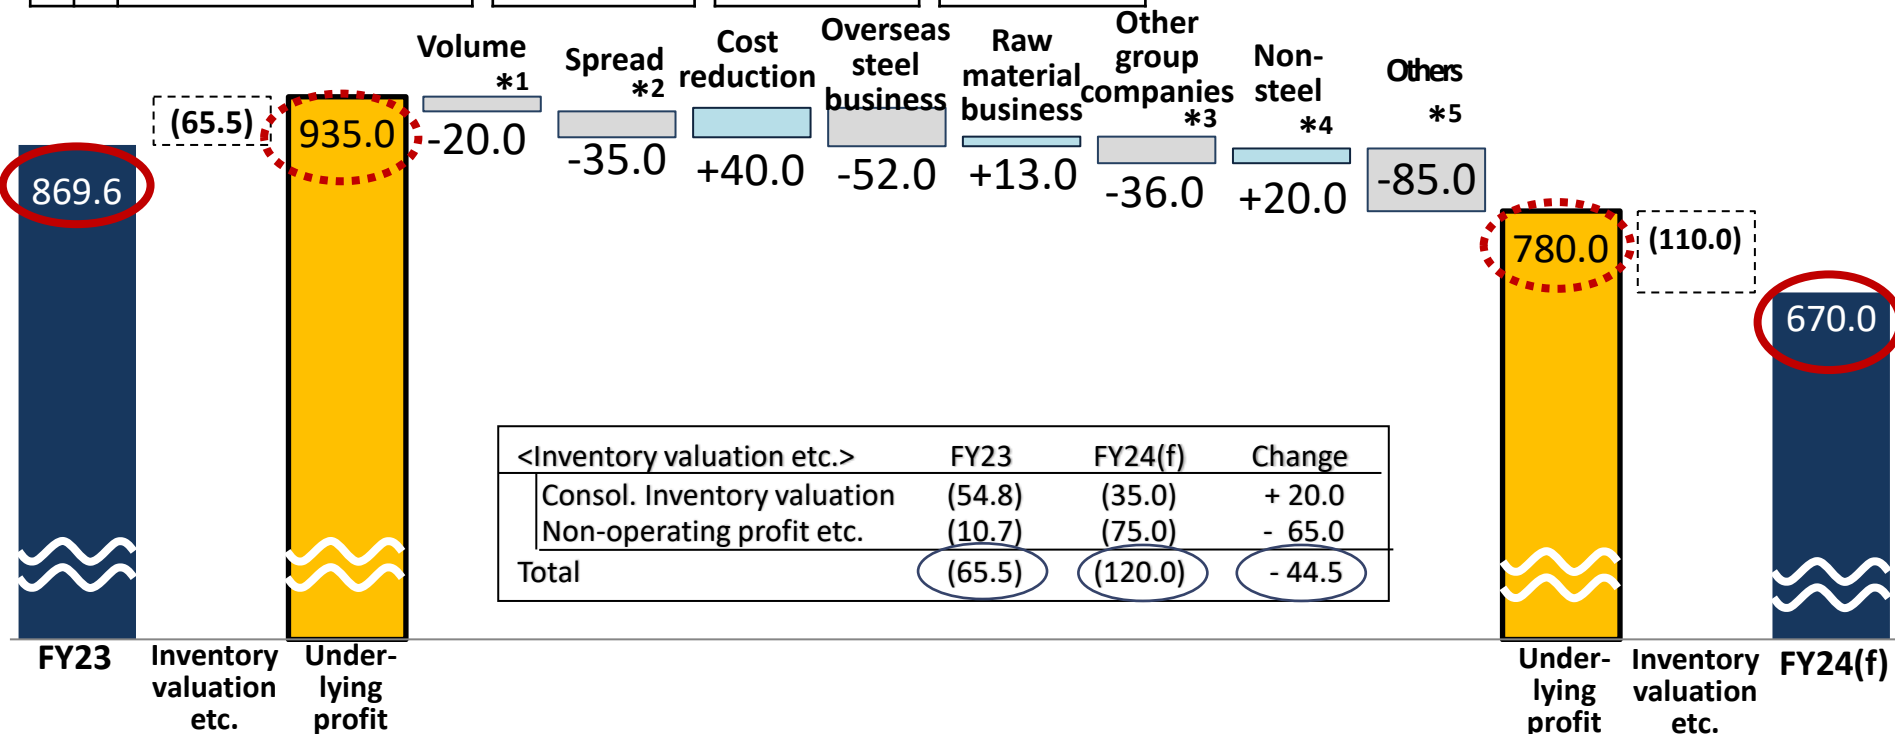 Volume
*1
Spread
*2
Cost
reduction
Overseas
steel
business
Raw
material
business
Other
group
companies
*3
Non-
steel
*4
Others
*5
869.6
(65.5)
935.0
-20.0
-35.0
+40.0
-52.0
+13.0
-36.0
+20.0
-85.0
780.0
(110.0)
670.0
<Inventory valuation etc.> FY23 FY24(f) Change
Consol. Inventory valuation (54.8) (35.0) + 20.0
Non-operating profit etc. (10.7) (75.0) - 65.0
Total (65.5) (120.0) - 44.5
FY23
Inventory
valuation
etc.
Under-
lying
profit
Under-
lying
profit
Inventory
valuation
etc.
FY24(f)